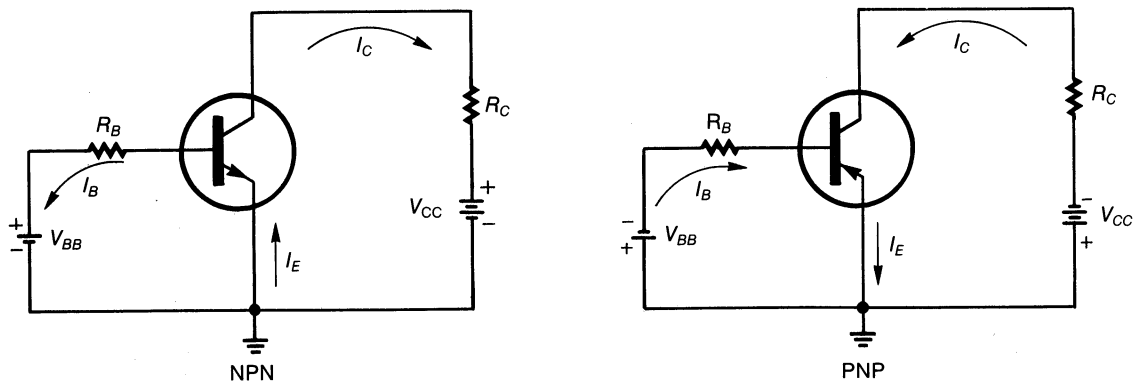 I_C
R_C
R_B
I_B
+
-
V_BB
V_CC
+
-
I_E
NPN
I_C
R_C
R_B
I_B
-
+
V_BB
-
V_CC
+
I_E
PNP